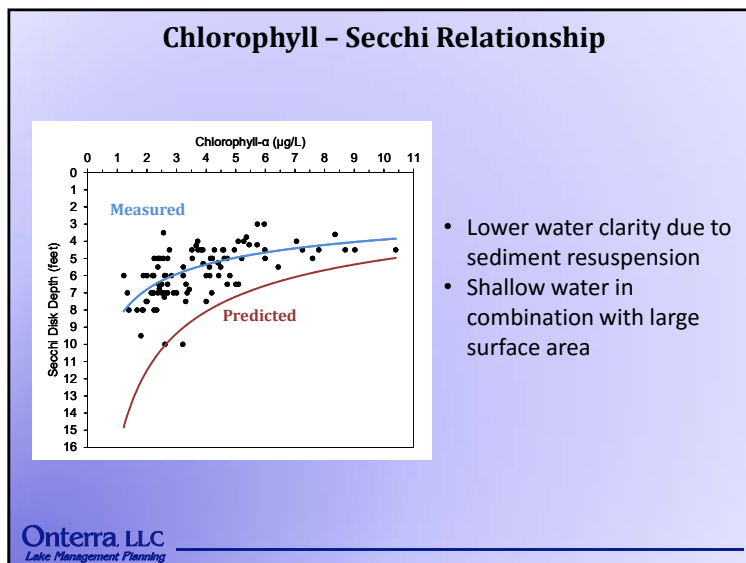 Chlorophyll – Secchi Relationship
Chlorophyll-α (µg/L)
0 1 2 3 4 5 6 7 8 9 10 11
Secchi Disk Depth (feet)
0
1
2
3
4
5
6
7
8
9
10
11
12
13
14
15
16
Measured
Predicted
• Lower water clarity due to
sediment resuspension
• Shallow water in
combination with large
surface area
Onterra, LLC
Lake Management Planning